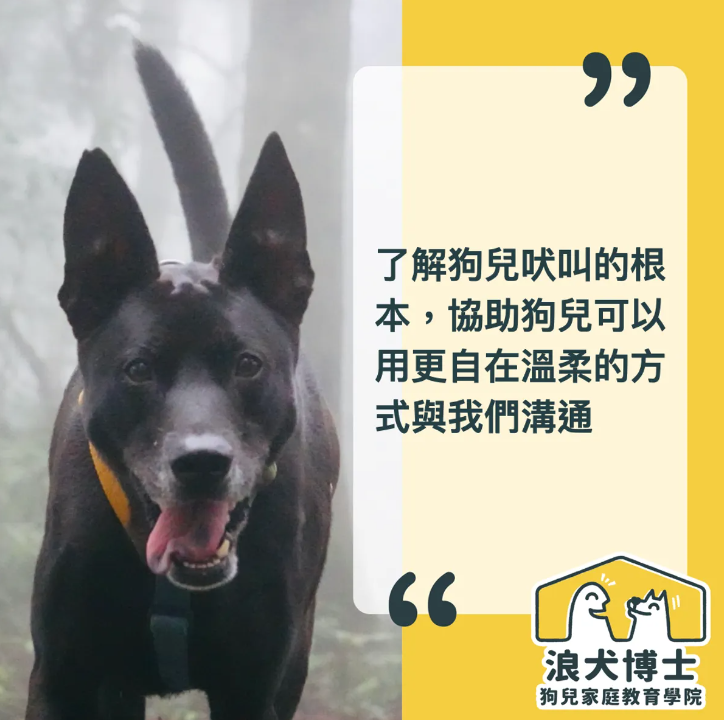 了解狗兒吠叫的根
本，協助狗兒可以
用更自在溫柔的方
式與我們溝通
浪犬博士
狗兒家庭教育學院